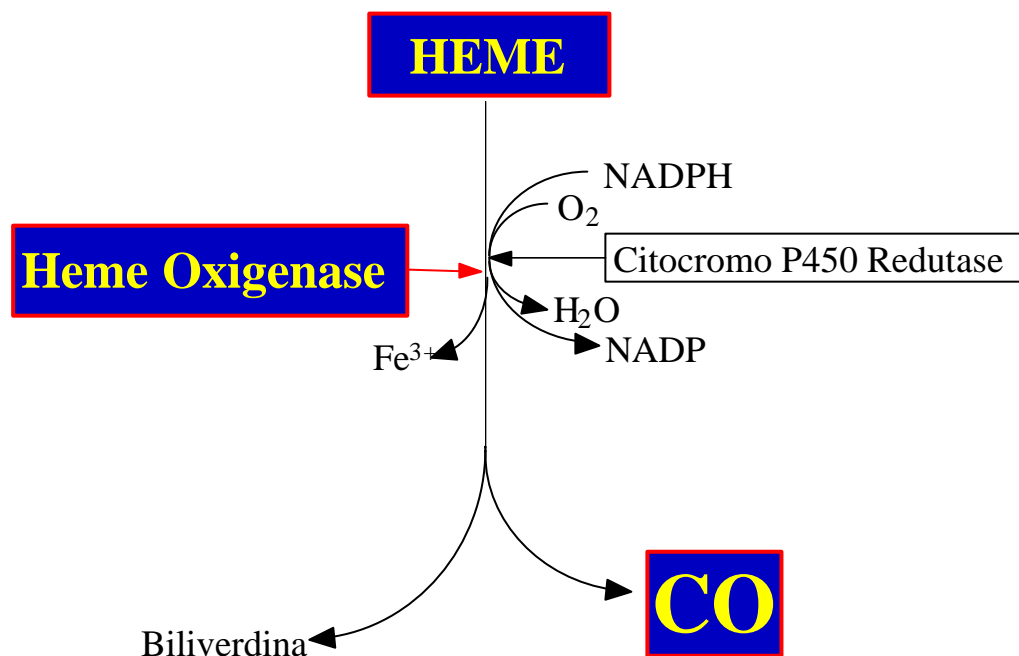 HEME
NADPH
O₂
Heme Oxigenase
Citocromo P450 Redutase
H₂O
NADP
Fe³⁺
CO
Biliverdina